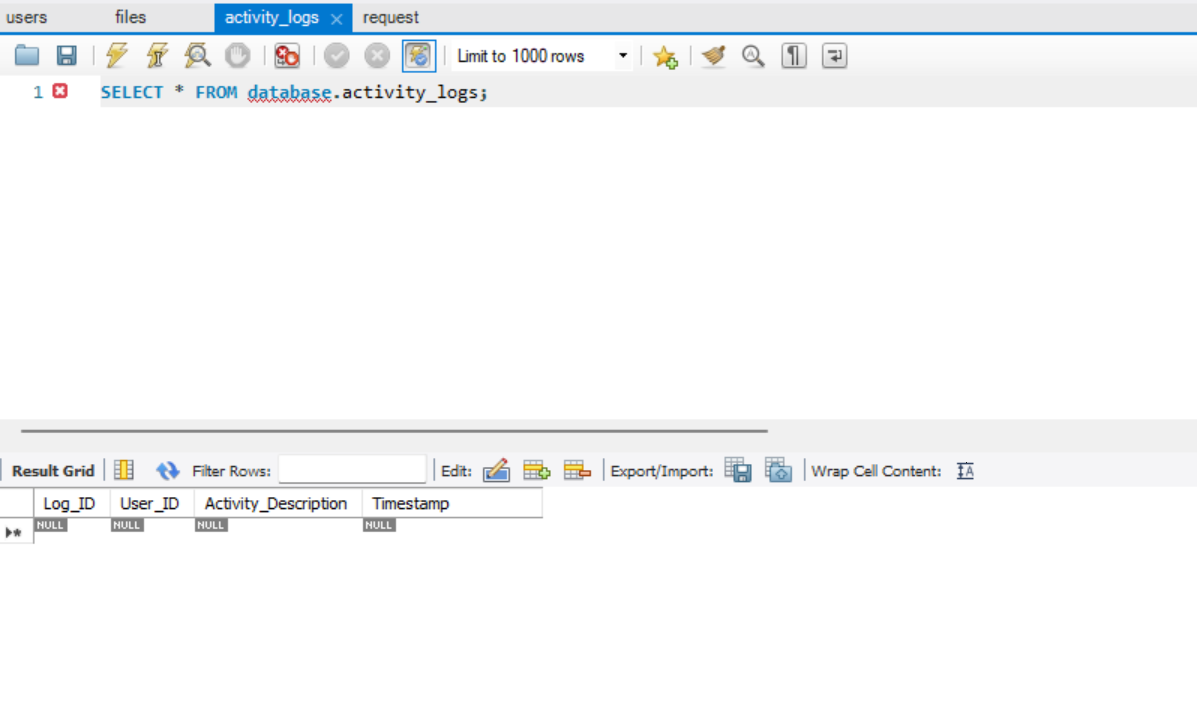 users files activity_logs request
Limit to 1000 rows
1 SELECT * FROM database.activity_logs;
Result Grid Filter Rows: Edit: Export/Import: Wrap Cell Content:
Log_ID User_ID Activity_Description Timestamp
NULL NULL NULL NULL